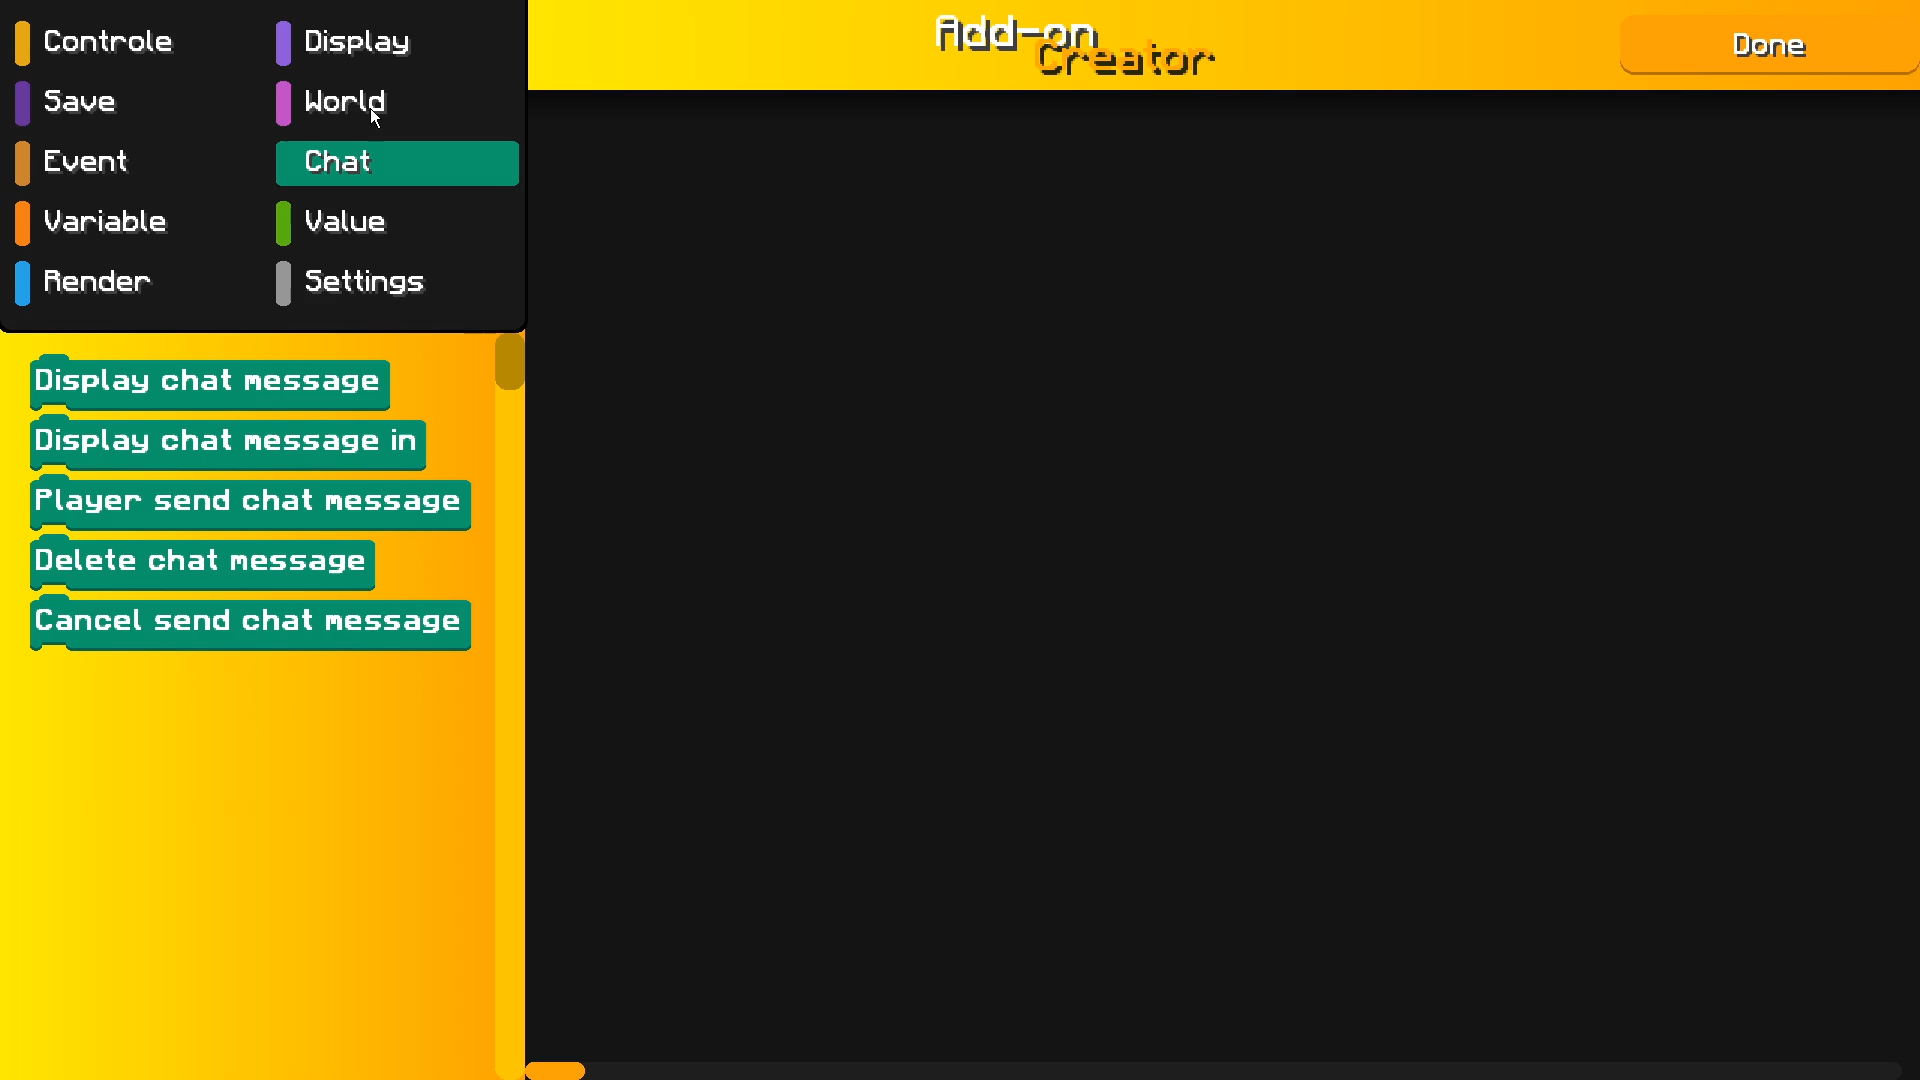 Controle
Display
Save
World
Event
Chat
Variable
Value
Render
Settings
Add-on
Creator
Done
Display chat message
Display chat message in
Player send chat message
Delete chat message
Cancel send chat message